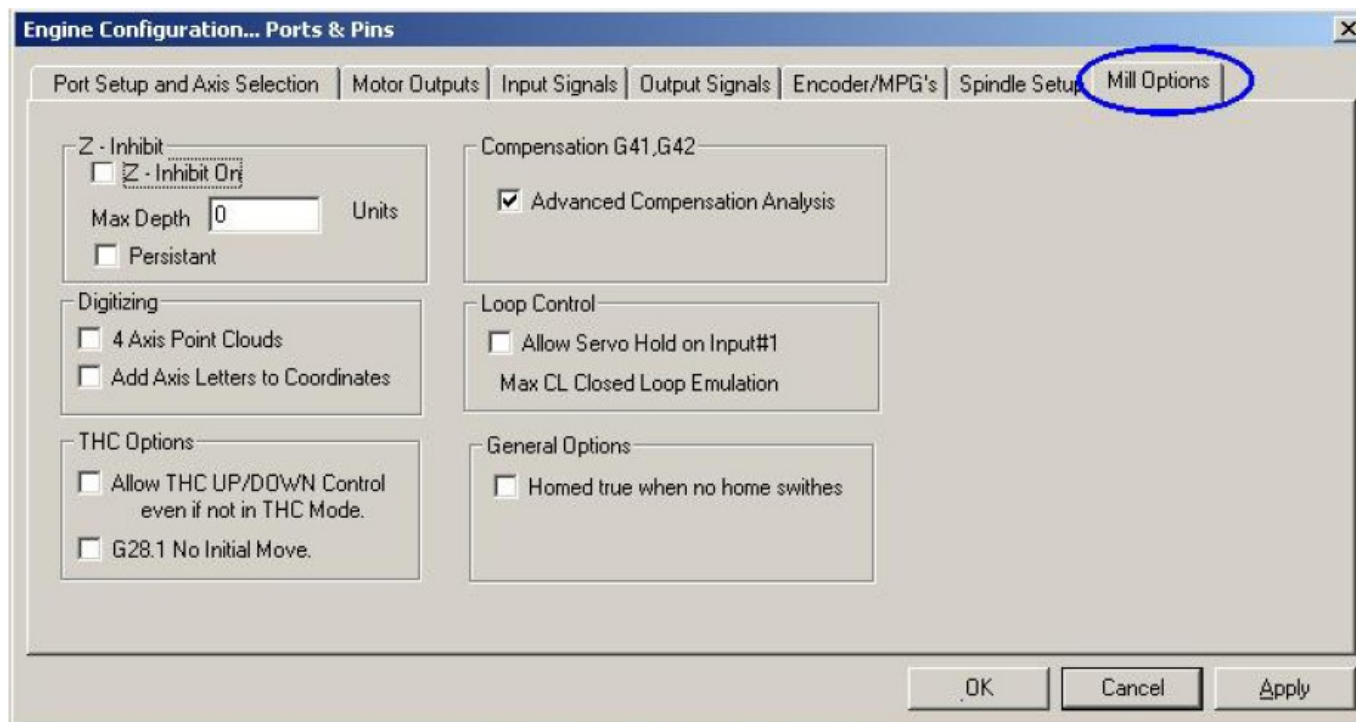 Engine Configuration... Ports & Pins
Port Setup and Axis Selection Motor Outputs Input Signals Output Signals Encoder/MPG's Spindle Setup Mill Options
Z - Inhibit
Z - Inhibit On
Max Depth 0 Units
Persistant
Compensation G41,G42
Advanced Compensation Analysis
Digitizing
4 Axis Point Clouds
Add Axis Letters to Coordinates
Loop Control
Allow Servo Hold on Input#1
Max CL Closed Loop Emulation
THC Options
Allow THC UP/DOWN Control
even if not in THC Mode.
G28.1 No Initial Move.
General Options
Homed true when no home swithes
OK Cancel Apply